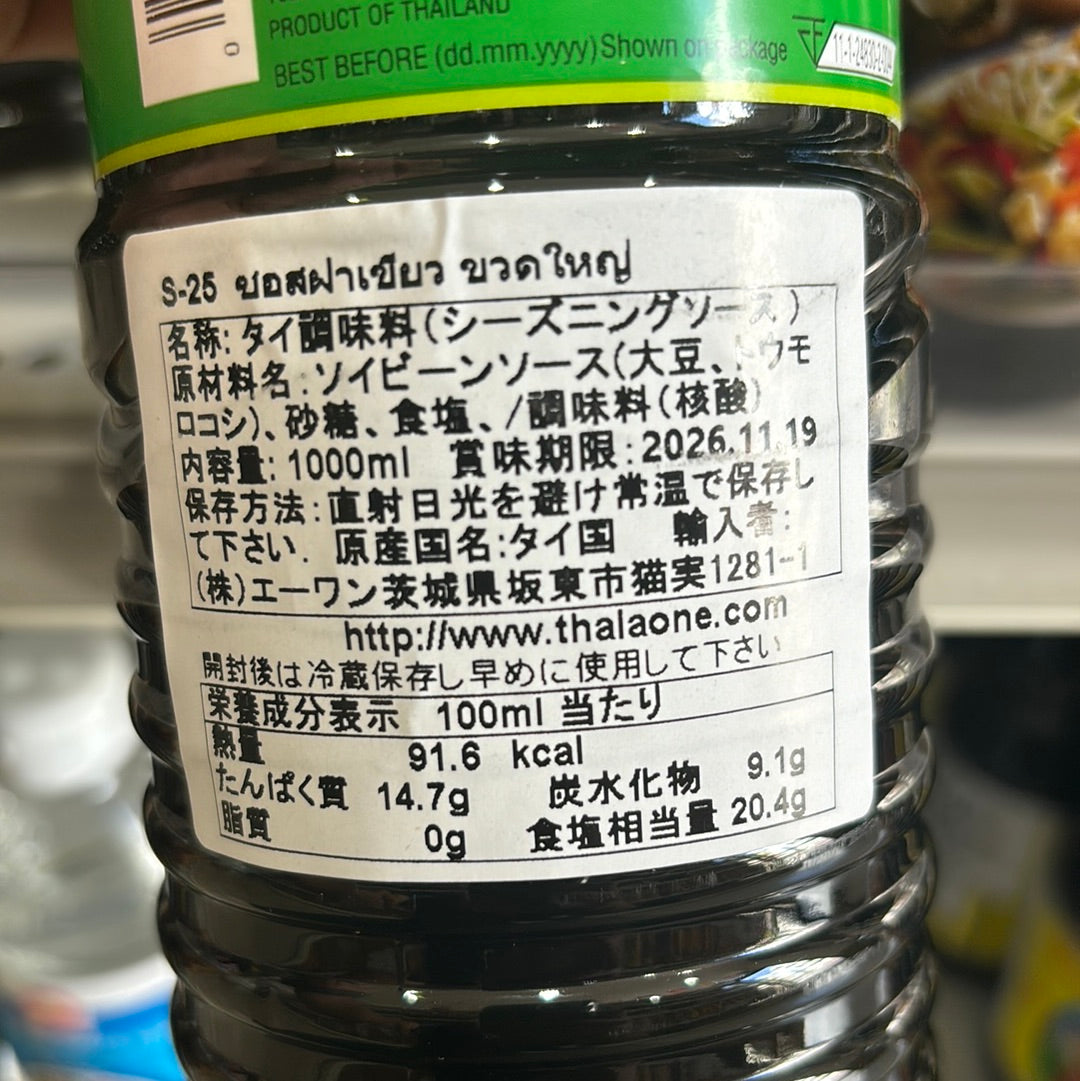 PRODUCT OF THAILAND
BEST BEFORE (dd.mm.yyyy) Shown on package
0
S-25 ซอสฝาเขียว ขวดใหญ่
名称: タイ調味料(シーズニングソース)
原材料名:ソイビーンソース(大豆、トウモ
ロコシ)、砂糖、食塩、/調味料(核酸)
内容量: 1000ml 賞味期限:2026.11.19
保存方法:直射日光を避け常温で保存し
て下さい. 原産国名:タイ国 輸入者:
(株)エーワン茨城県坂東市猫実1281-1
http://www.thalaone.com
開封後は冷蔵保存し早めに使用して下さい
栄養成分表示 100ml 当たり
熱量 91.6 kcal
たんぱく質 14.7g 炭水化物 9.1g
脂質 0g 食塩相当量 20.4g